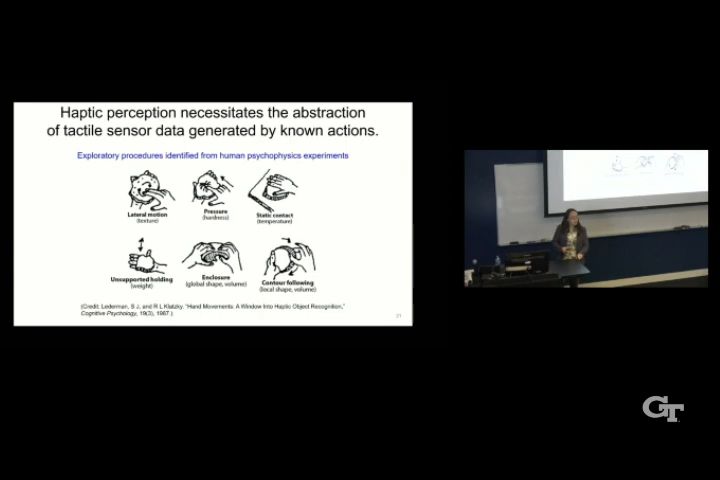 Haptic perception necessitates the abstraction
of tactile sensor data generated by known actions.
Exploratory procedures identified from human psychophysics experiments
Lateral motion
(texture)
Pressure
(hardness)
Static contact
(temperature)
Unsupported holding
(weight)
Enclosure
(global shape, volume)
Contour following
(local shape, volume)
(Credit: Lederman, S J, and R L Klatzky. "Hand Movements: A Window Into Haptic Object Recognition,"
Cognitive Psychology, 19(3), 1987.)
21
GT